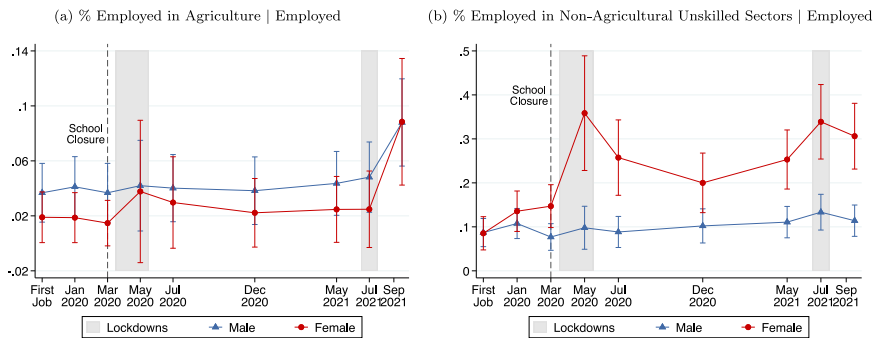 (a) % Employed in Agriculture | Employed
.14
.1
.06
.02
-.02
School
Closure
First
Job
Jan
2020
Mar
2020
May
2020
Jul
2020
Dec
2020
May
2021
Jul
2021
Sep
2021
Lockdowns
Male
Female
(b) % Employed in Non-Agricultural Unskilled Sectors | Employed
.5
.4
.3
.2
.1
0
School
Closure
First
Job
Jan
2020
Mar
2020
May
2020
Jul
2020
Dec
2020
May
2021
Jul
2021
Sep
2021
Lockdowns
Male
Female